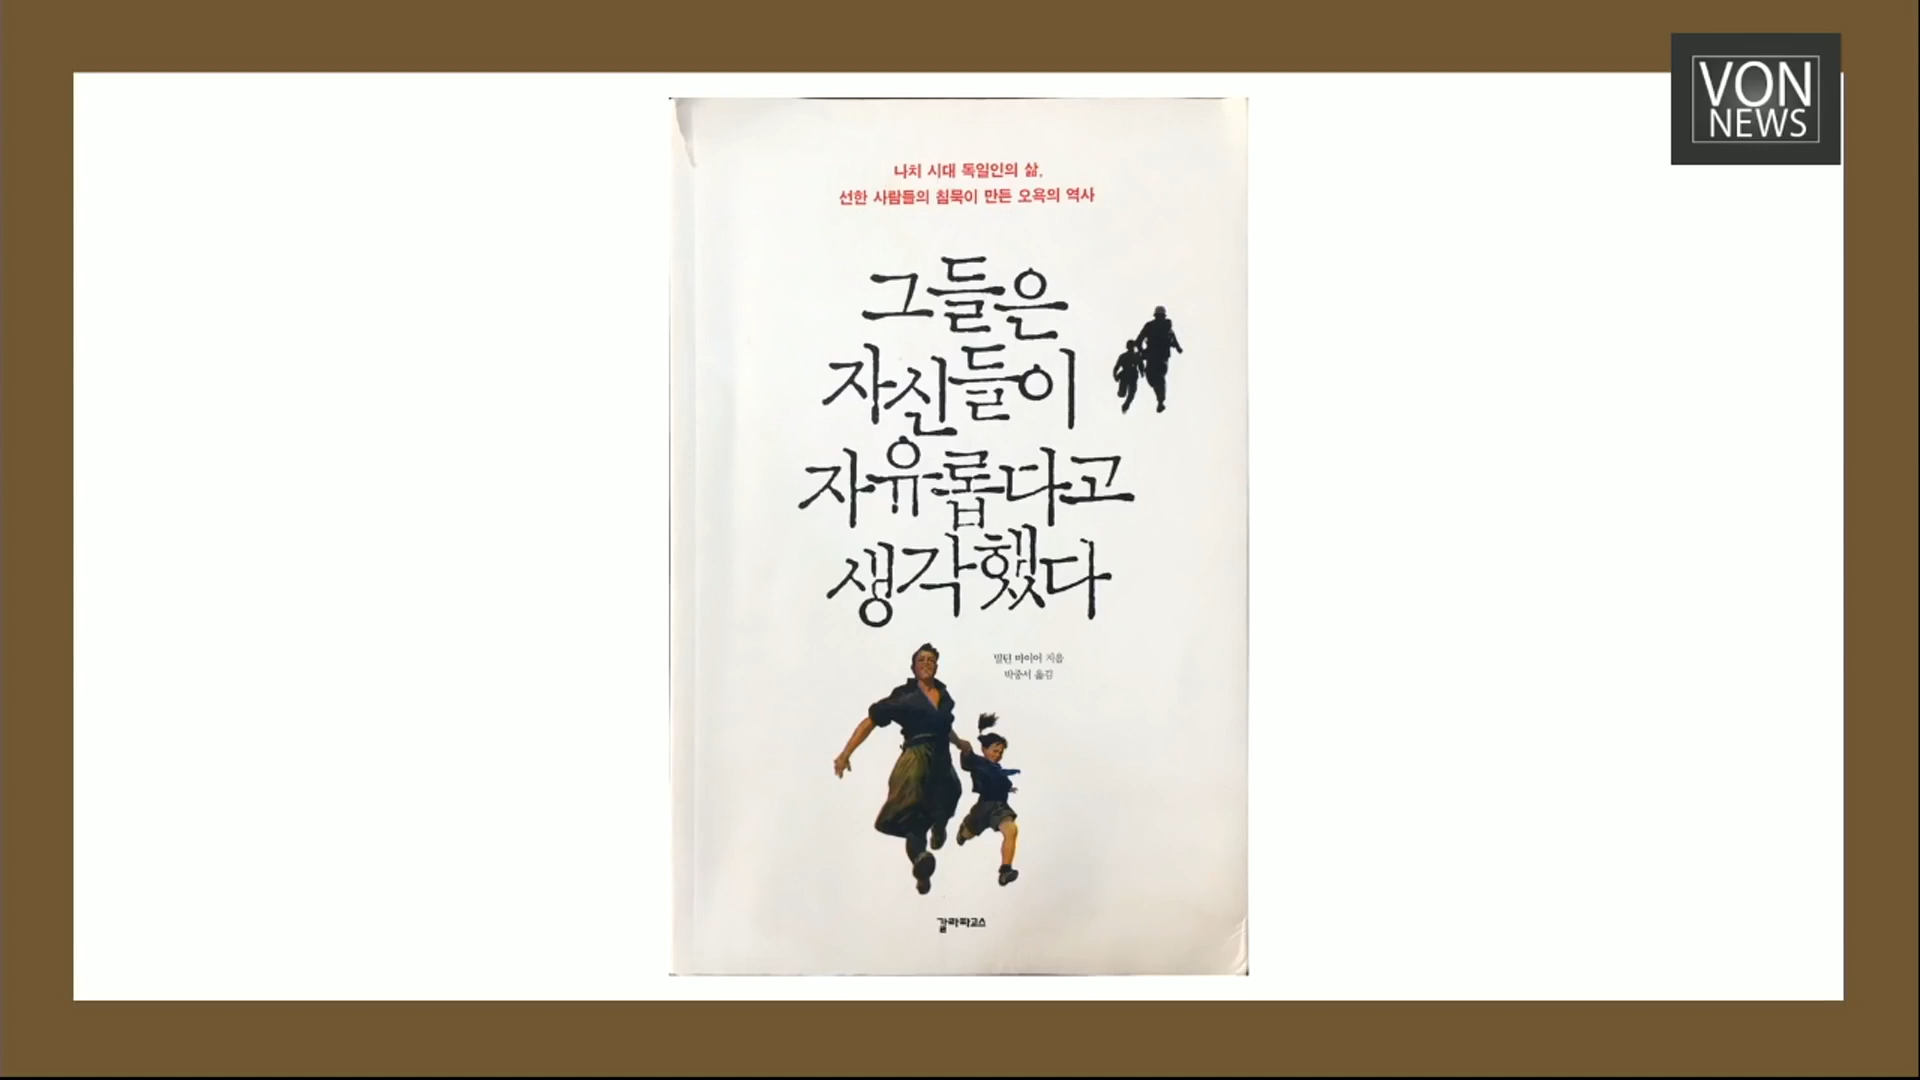 VON
NEWS
나치 시대 독일인의 삶,
선한 사람들의 침묵이 만든 오욕의 역사
그들은
자신들이
자유롭다고
생각했다
밀턴 마이어 지음
박중서 옮김
갈라파고스